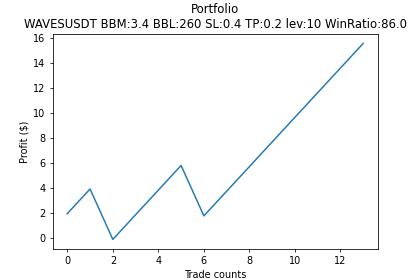 Portfolio
WAVESUSDT BBM:3.4 BBL:260 SL:0.4 TP:0.2 lev:10 WinRatio:86.0
16
14
12
10
8
6
4
2
0
Profit ($)
0 2 4 6 8 10 12
Trade counts